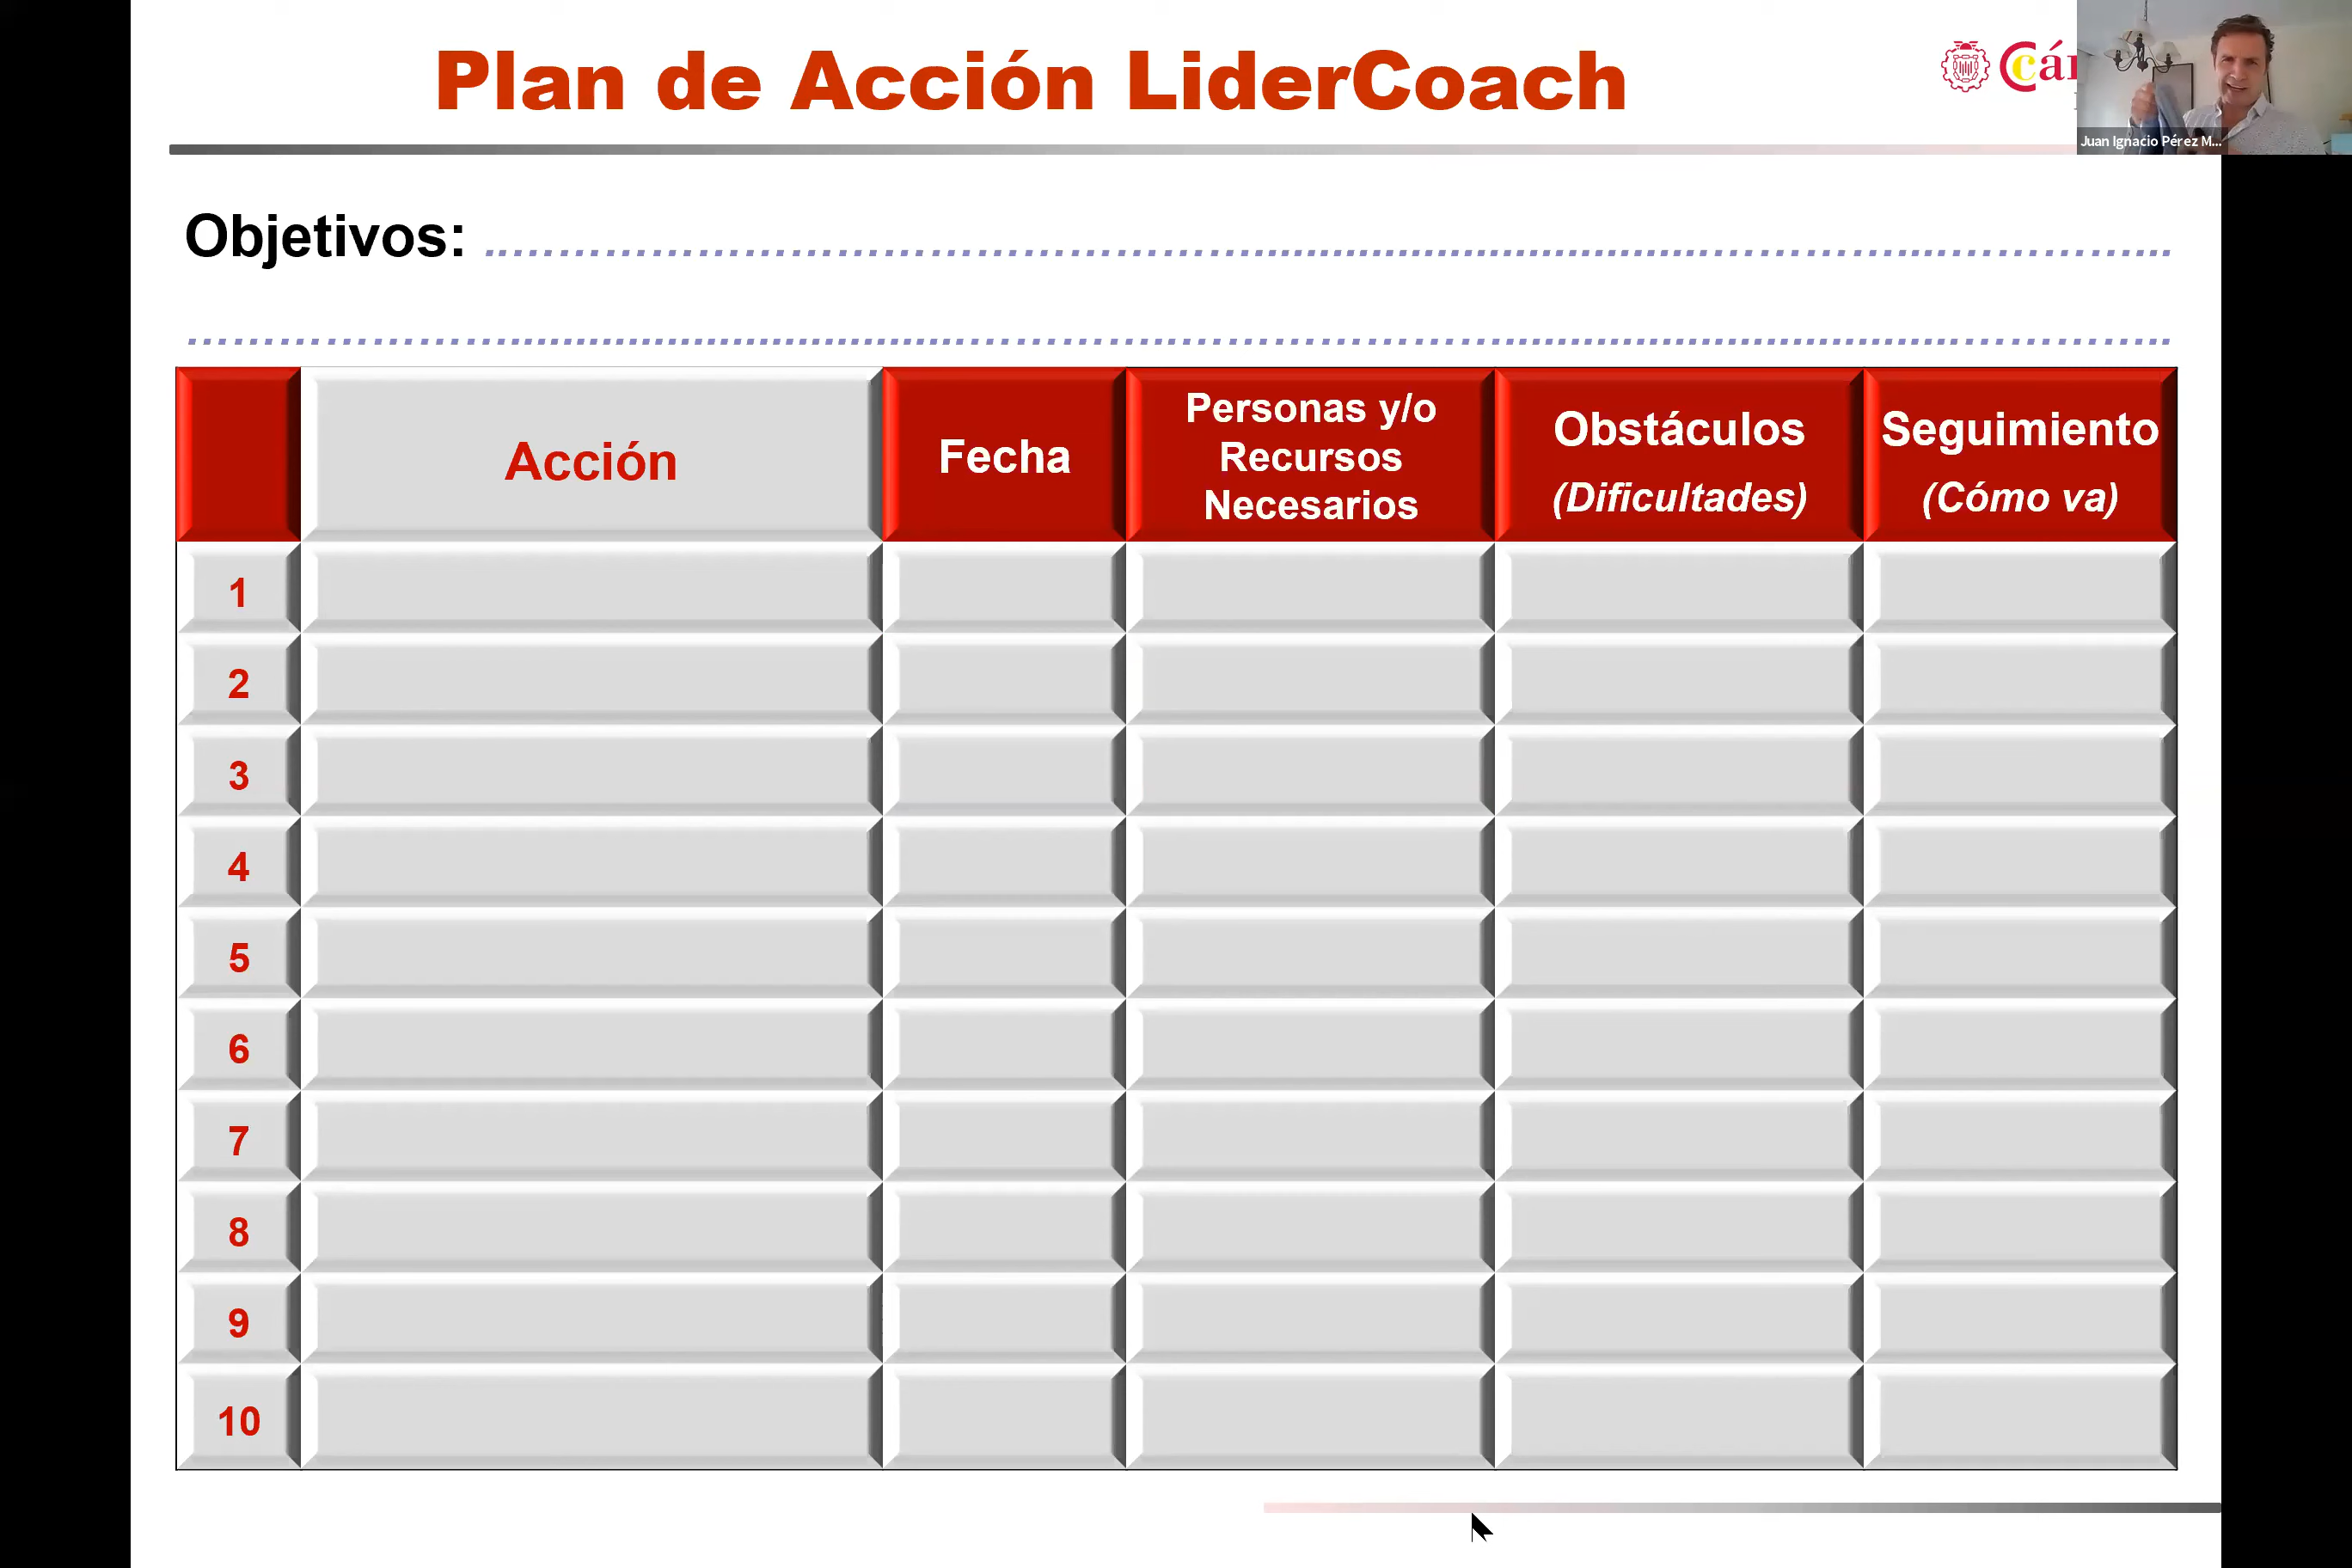 Plan de Acción LiderCoach
Juan Ignacio Pérez M...
Objetivos:
Acción
Fecha
Personas y/o
Recursos
Necesarios
Obstáculos
(Dificultades)
Seguimiento
(Cómo va)
1
2
3
4
5
6
7
8
9
10